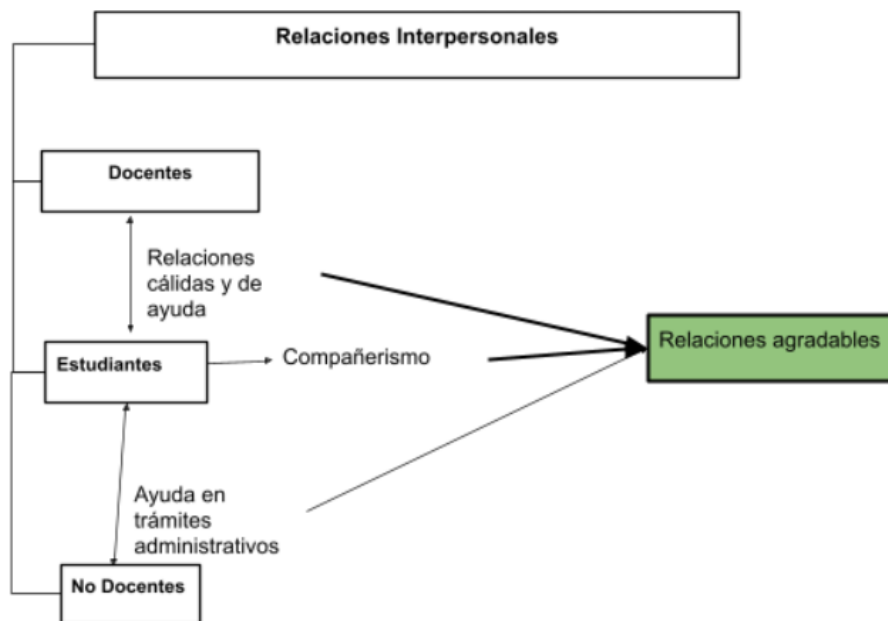 Relaciones Interpersonales
Docentes
Relaciones
cálidas y de
ayuda
Estudiantes
Compañerismo
Relaciones agradables
Ayuda en
trámites
administrativos
No Docentes